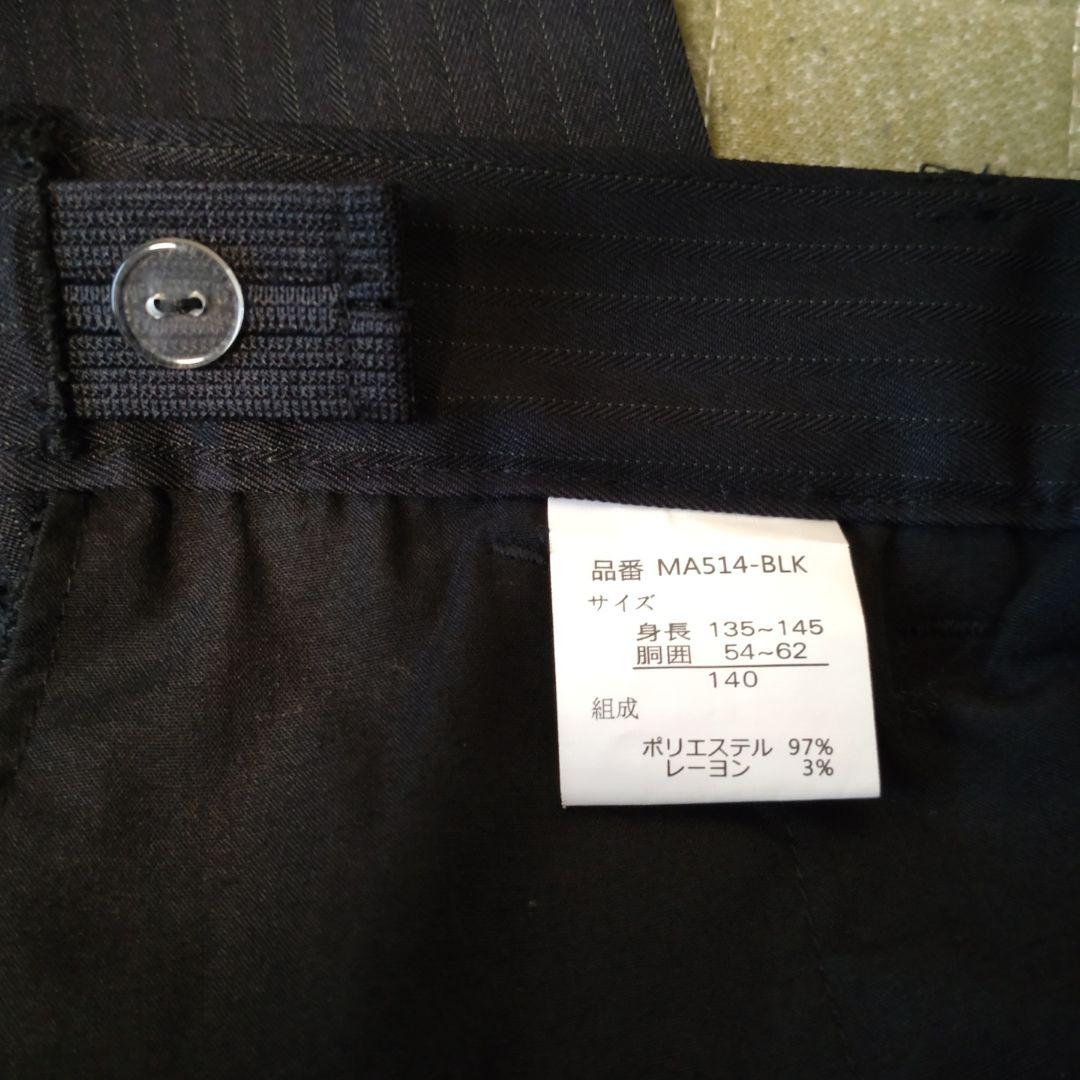 品番 MA514-BLK
サイズ
身長 135~145
胴囲 54~62
140
組成
ポリエステル 97%
レーヨン 3%